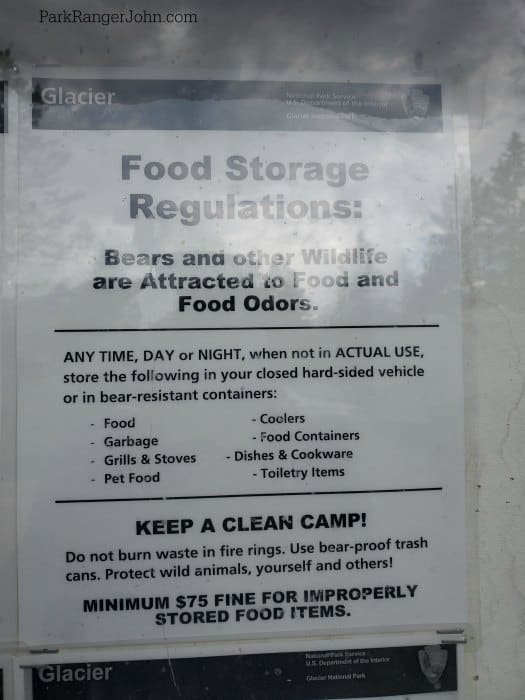 ParkRangerJohn.com
Glacier
National Park Service
U.S. Department of the Interior
Glacier National Park
Food Storage
Regulations:
Bears and other Wildlife
are Attracted to Food and
Food Odors.
ANY TIME, DAY or NIGHT, when not in ACTUAL USE,
store the following in your closed hard-sided vehicle
or in bear-resistant containers:
- Food
- Garbage
- Grills & Stoves
- Pet Food
- Coolers
- Food Containers
- Dishes & Cookware
- Toiletry Items
KEEP A CLEAN CAMP!
Do not burn waste in fire rings. Use bear-proof trash
cans. Protect wild animals, yourself and others!
MINIMUM $75 FINE FOR IMPROPERLY
STORED FOOD ITEMS.
Glacier
National Park Service
U.S. Department of the Interior
Glacier National Park